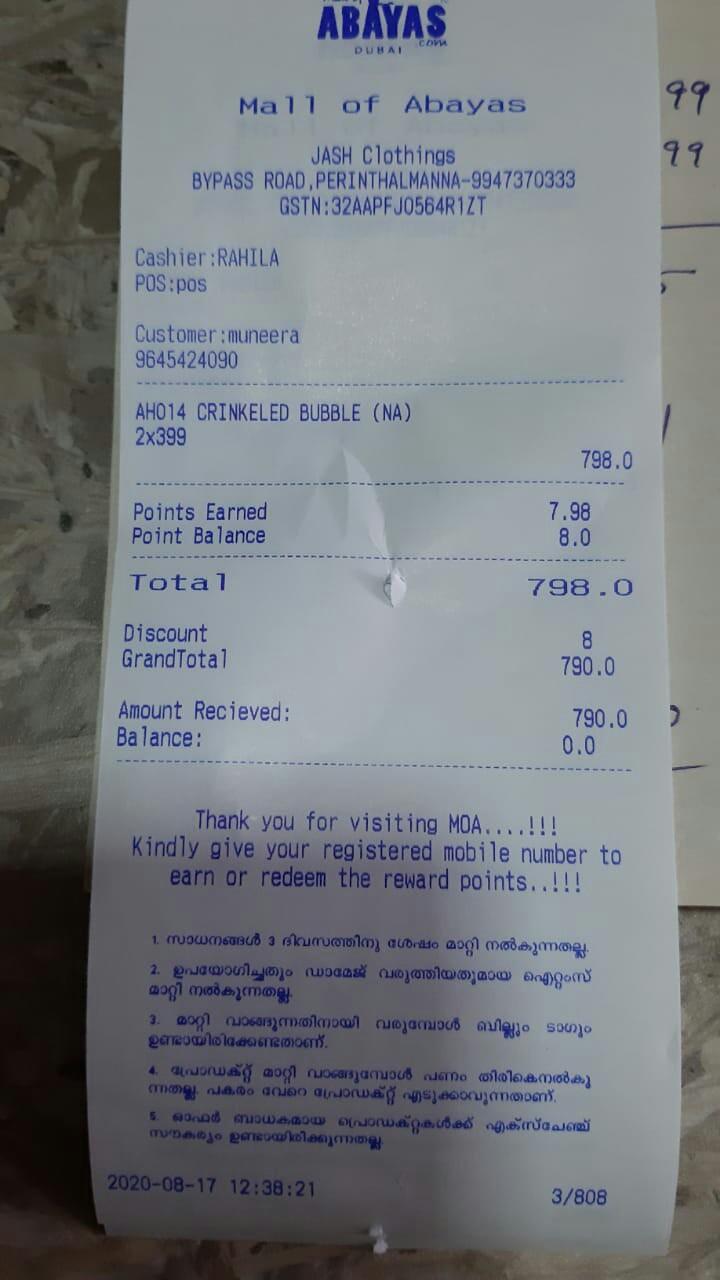 ABAYAS
.com
DUBAI
Mall of Abayas
JASH Clothings
BYPASS ROAD,PERINTHALMANNA-9947370333
GSTN:32AAPFJ0564R1ZT
Cashier:RAHILA
POS:pos
Customer:muneera
9645424090
AH014 CRINKELED BUBBLE (NA)
2x399
798.0
Points Earned 7.98
Point Balance 8.0
Total 798.0
Discount 8
GrandTotal 790.0
Amount Recieved: 790.0
Balance: 0.0
Thank you for visiting MOA....!!!
Kindly give your registered mobile number to
earn or redeem the reward points..!!!
1. സാധനങ്ങൾ 3 ദിവസത്തിനു ശേഷം മാറ്റി നൽകുന്നതല്ല.
2. ഉപയോഗിച്ചതും ഡാമേജ് വരുത്തിയതുമായ ഐറ്റംസ്
മാറ്റി നൽകുന്നതല്ല.
3. മാറ്റി വാങ്ങുന്നതിനായി വരുമ്പോൾ ബില്ലും ടാഗും
ഉണ്ടായിരിക്കേണ്ടതാണ്.
4. പ്രോഡക്റ്റ് മാറ്റി വാങ്ങുമ്പോൾ പണം തിരികെനൽകു
ന്നതല്ല. പകരം വേറെ പ്രോഡക്റ്റ് എടുക്കാവുന്നതാണ്.
5. ഓഫർ ബാധകമായ പ്രൊഡക്റ്റുകൾക്ക് എക്സ്ചേഞ്ച്
സൗകര്യം ഉണ്ടായിരിക്കുന്നതല്ല.
2020-08-17 12:38:21 3/808
99
99